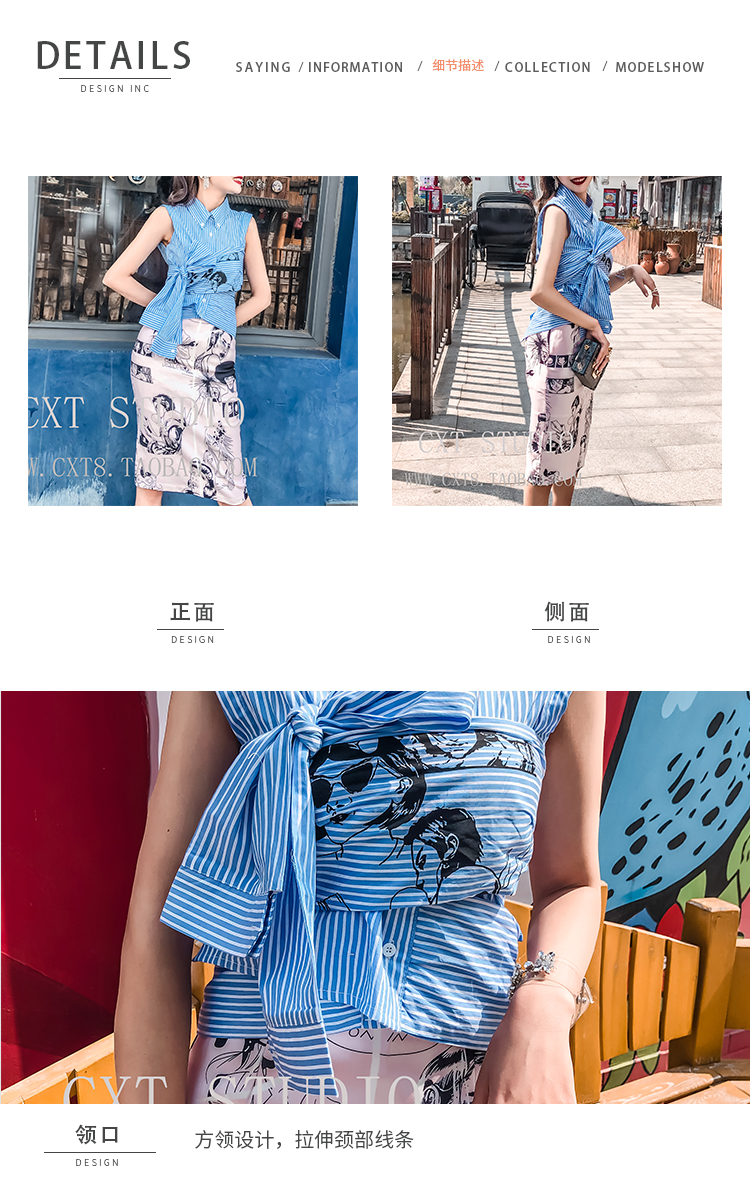 DETAILS
DESIGN INC
SAYING / INFORMATION / 细节描述 / COLLECTION / MODELSHOW
CXT STUDIO
WWW.CXT8.TAOBAO.COM
CXT STUDIO
WWW.CXT8.TAOBAO.COM
正面
DESIGN
侧面
DESIGN
CXT STUDIO
领口
DESIGN
方领设计，拉伸颈部线条